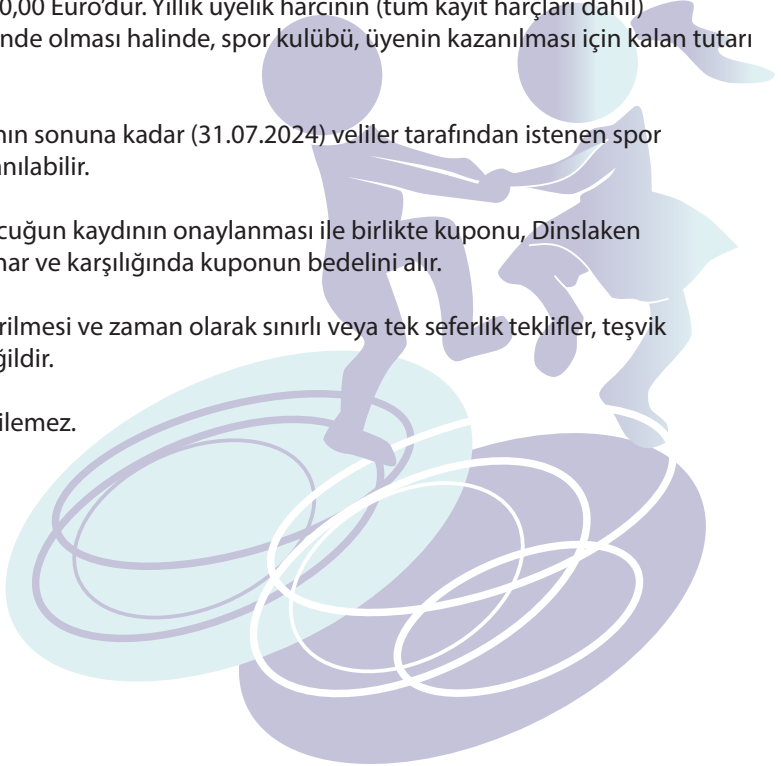 0,00 Euro’dur. Yıllık üyelik harcının (tüm kayıt harçları dahil)
nde olması halinde, spor kulübü, üyenin kazanılması için kalan tutarı
nın sonuna kadar (31.07.2024) veliler tarafından istenen spor
nılabilir.
cuğun kaydının onaylanması ile birlikte kuponu, Dinslaken
nar ve karşılığında kuponun bedelini alır.
rilmesi ve zaman olarak sınırlı veya tek seferlik teklifler, teşvik
ğildir.
ilemez.